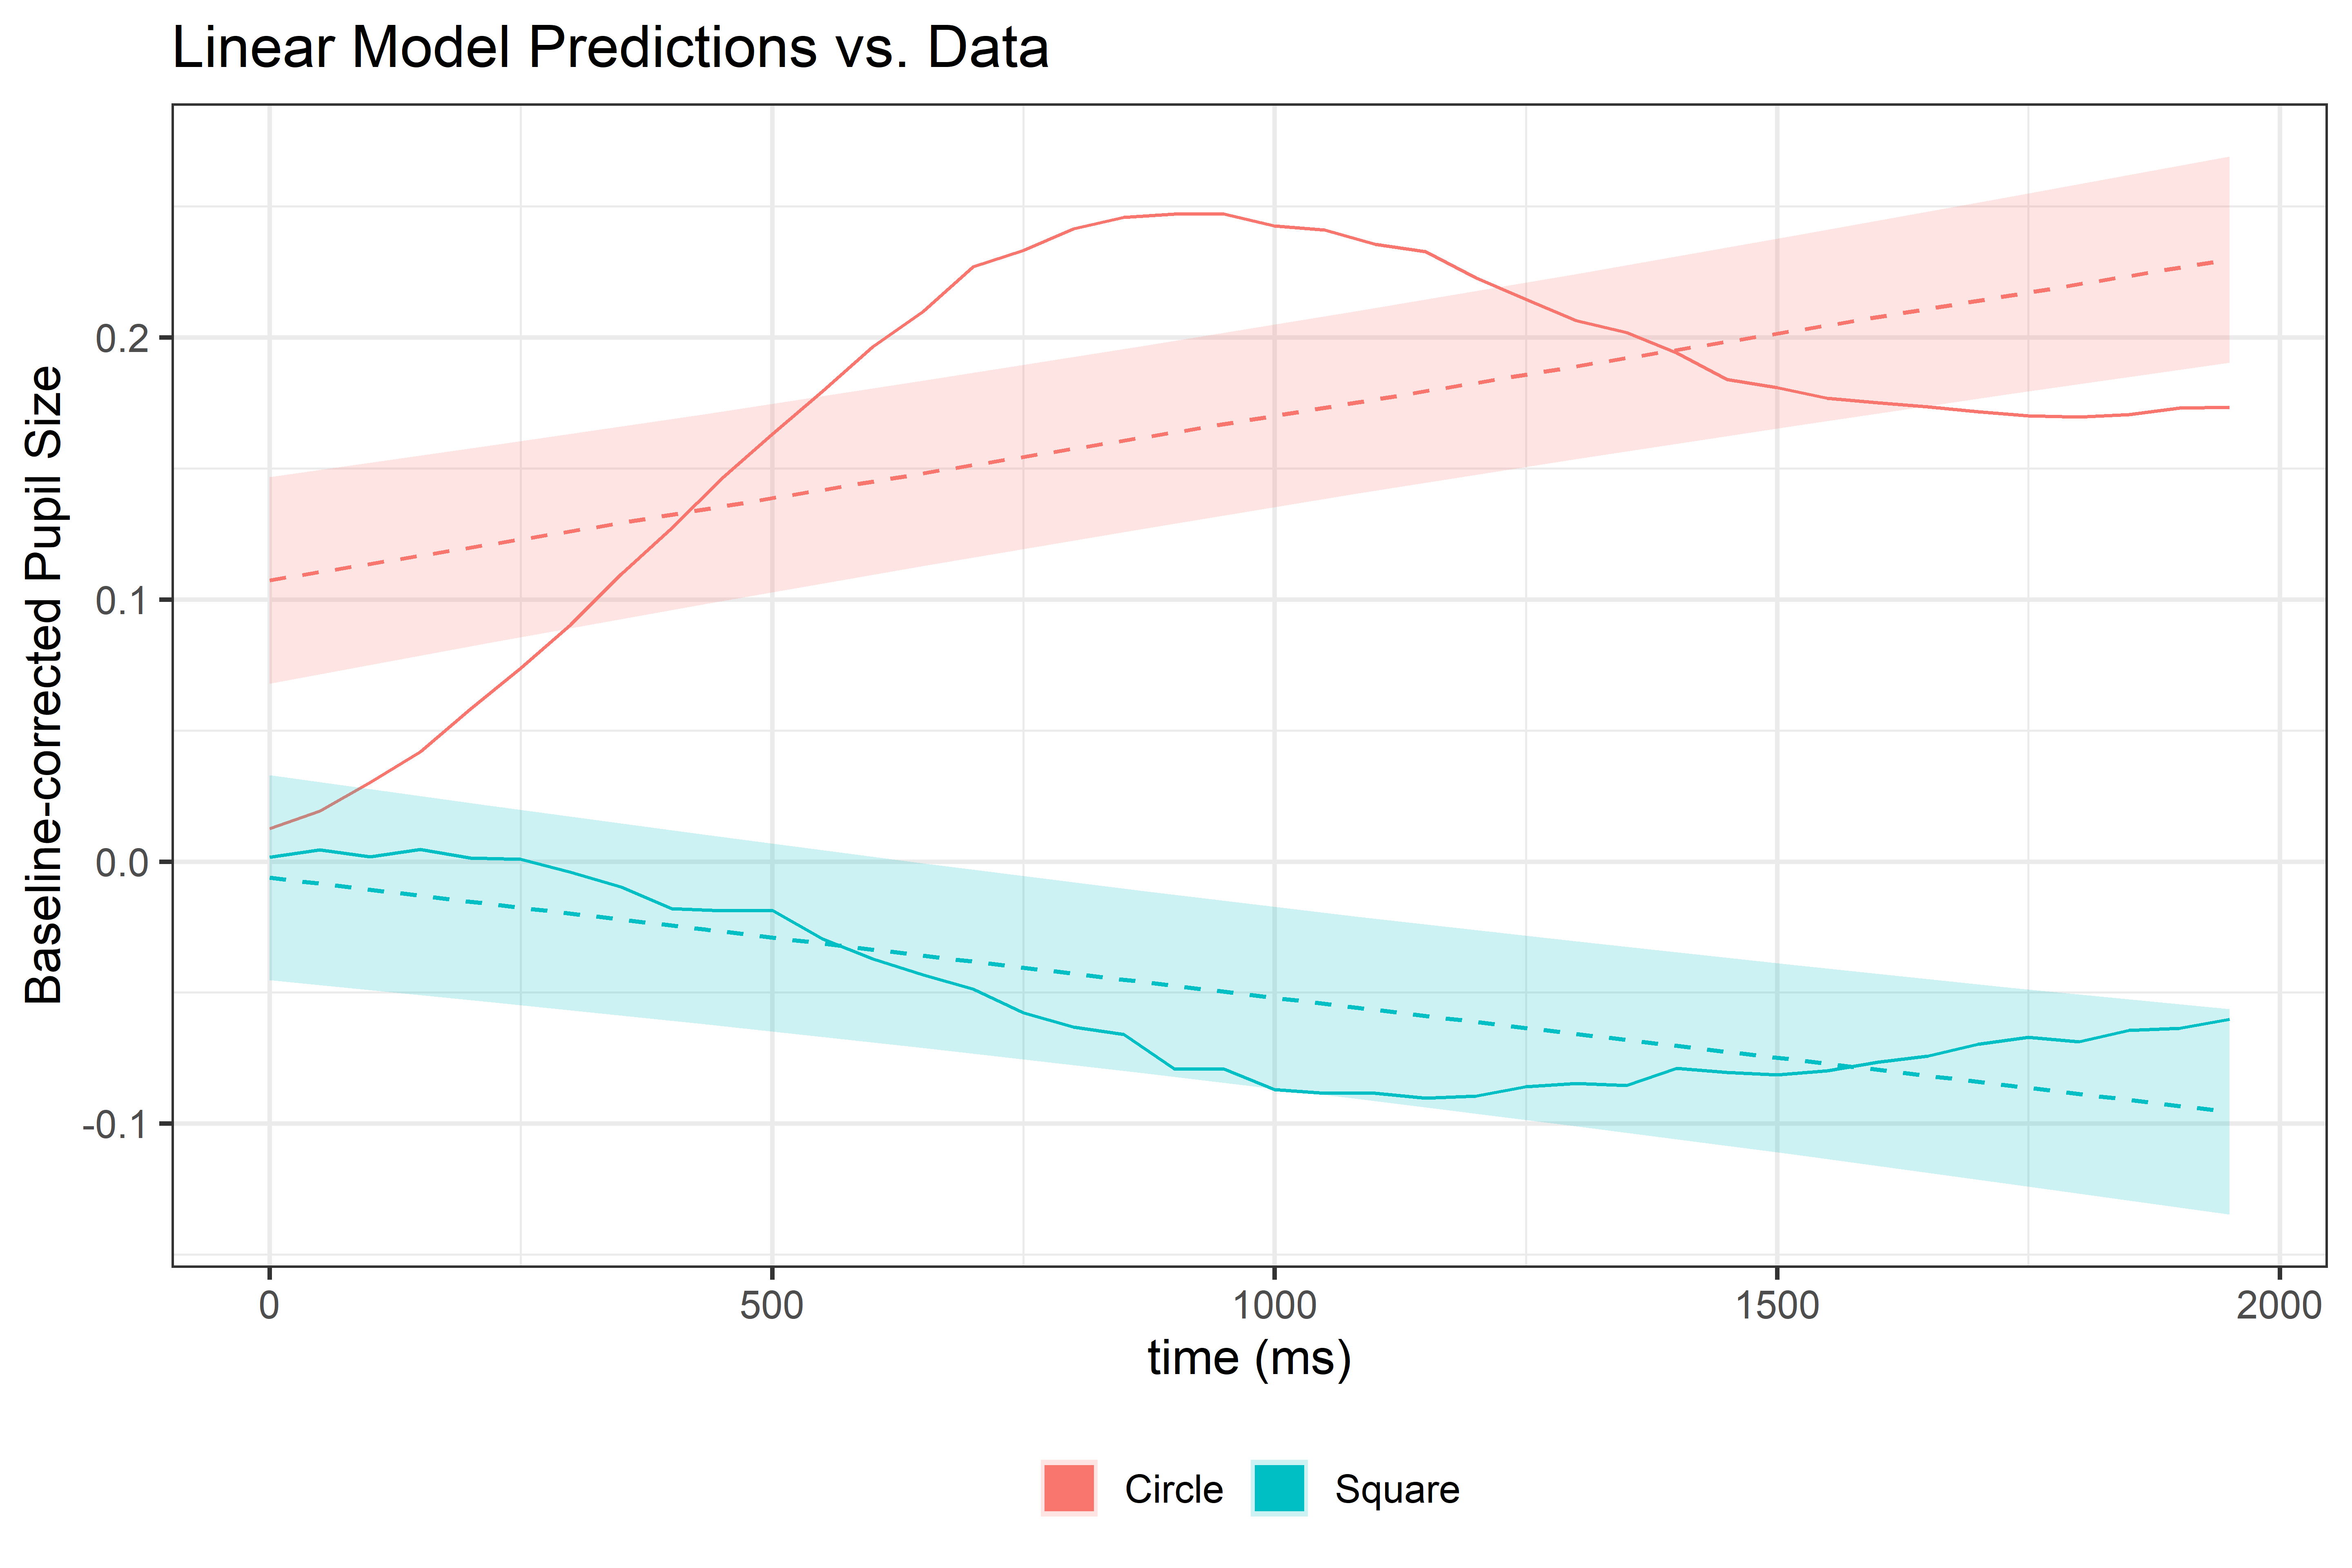 Linear Model Predictions vs. Data
Baseline-corrected Pupil Size
0.2
0.1
0.0
-0.1
0 500 1000 1500 2000
time (ms)
Circle Square